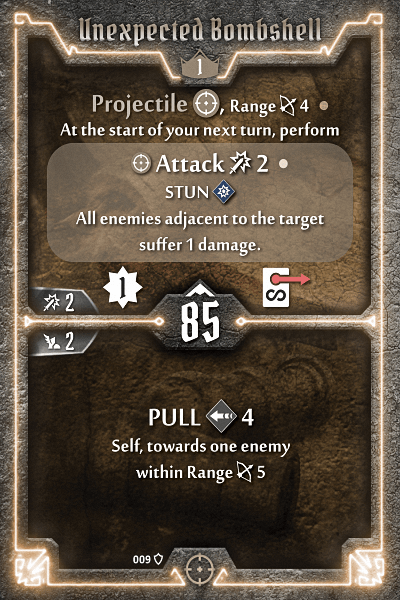 Unexpected Bombshell
1
Projectile, Range 4
At the start of your next turn, perform
Attack 2
STUN
All enemies adjacent to the target
suffer 1 damage.
1
2
85
2
PULL 4
Self, towards one enemy
within Range 5
009